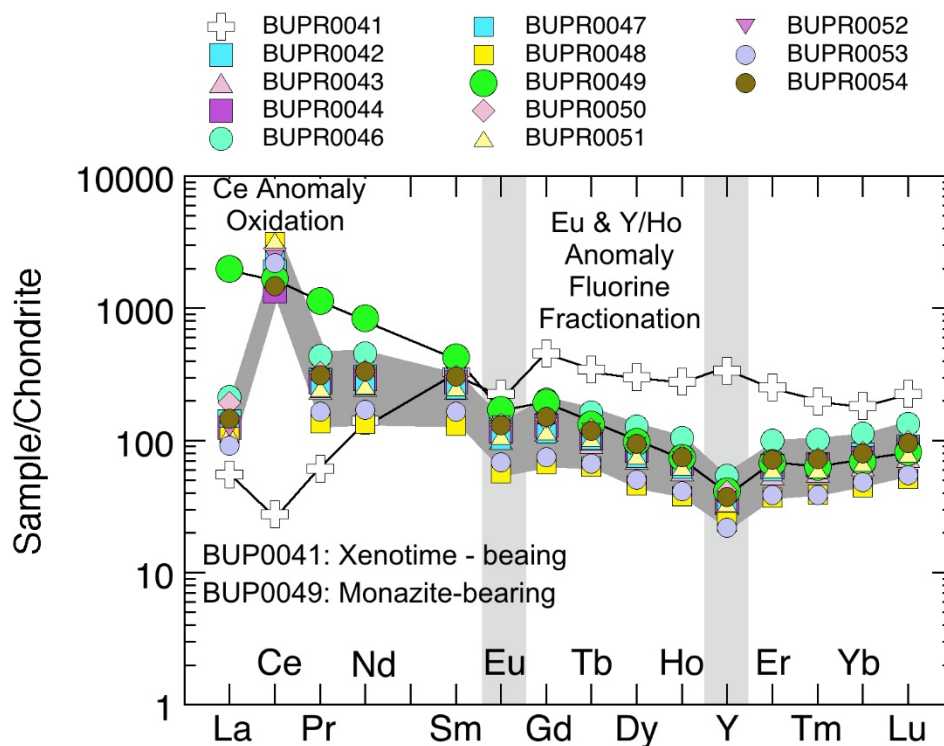 BUPR0041
BUPR0042
BUPR0043
BUPR0044
BUPR0046
BUPR0047
BUPR0048
BUPR0049
BUPR0050
BUPR0051
BUPR0052
BUPR0053
BUPR0054
Sample/Chondrite
10000
1000
100
10
1
Ce Anomaly
Oxidation
Eu & Y/Ho
Anomaly
Fluorine
Fractionation
BUP0041: Xenotime - beaing
BUP0049: Monazite-bearing
Ce Nd Eu Tb Ho Er Yb
La Pr Sm Gd Dy Y Tm Lu